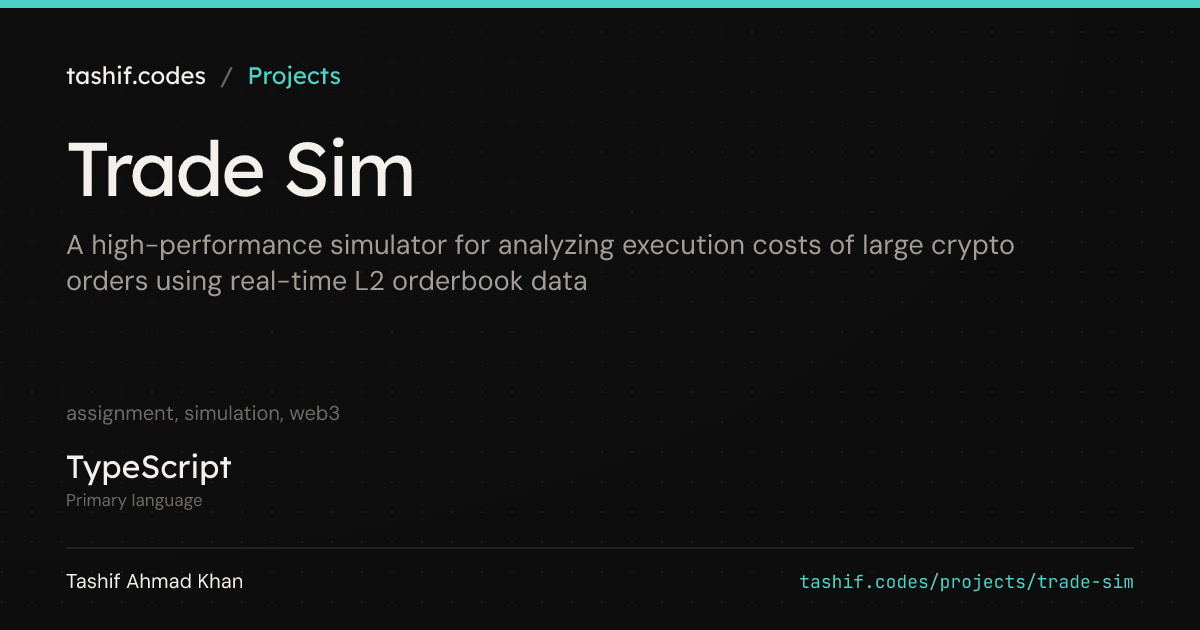 tashif.codes / Projects
Trade Sim
A high-performance simulator for analyzing execution costs of large crypto
orders using real-time L2 orderbook data
assignment, simulation, web3
TypeScript
Primary language
Tashif Ahmad Khan
tashif.codes/projects/trade-sim